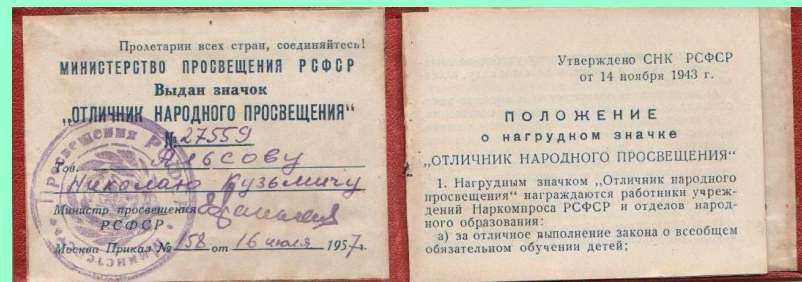 Пролетарии всех стран, соединяйтесь!
МИНИСТЕРСТВО ПРОСВЕЩЕНИЯ РСФСР
Выдан значок
„ОТЛИЧНИК НАРОДНОГО ПРОСВЕЩЕНИЯ“
№ 27559
Тов. Альсову
Николаю Кузьмичу
Министр просвещения
РСФСР
Москва Приказ № 158 от 16 июля 1957 г.
Утверждено СНК РСФСР
от 14 ноября 1943 г.
ПОЛОЖЕНИЕ
о нагрудном значке
„ОТЛИЧНИК НАРОДНОГО ПРОСВЕЩЕНИЯ“
1. Нагрудным значком „Отличник народного
просвещения“ награждаются работники учреж-
дений Наркомпроса РСФСР и отделов народ-
ного образования:
а) за отличное выполнение закона о всеобщем
обязательном обучении детей;